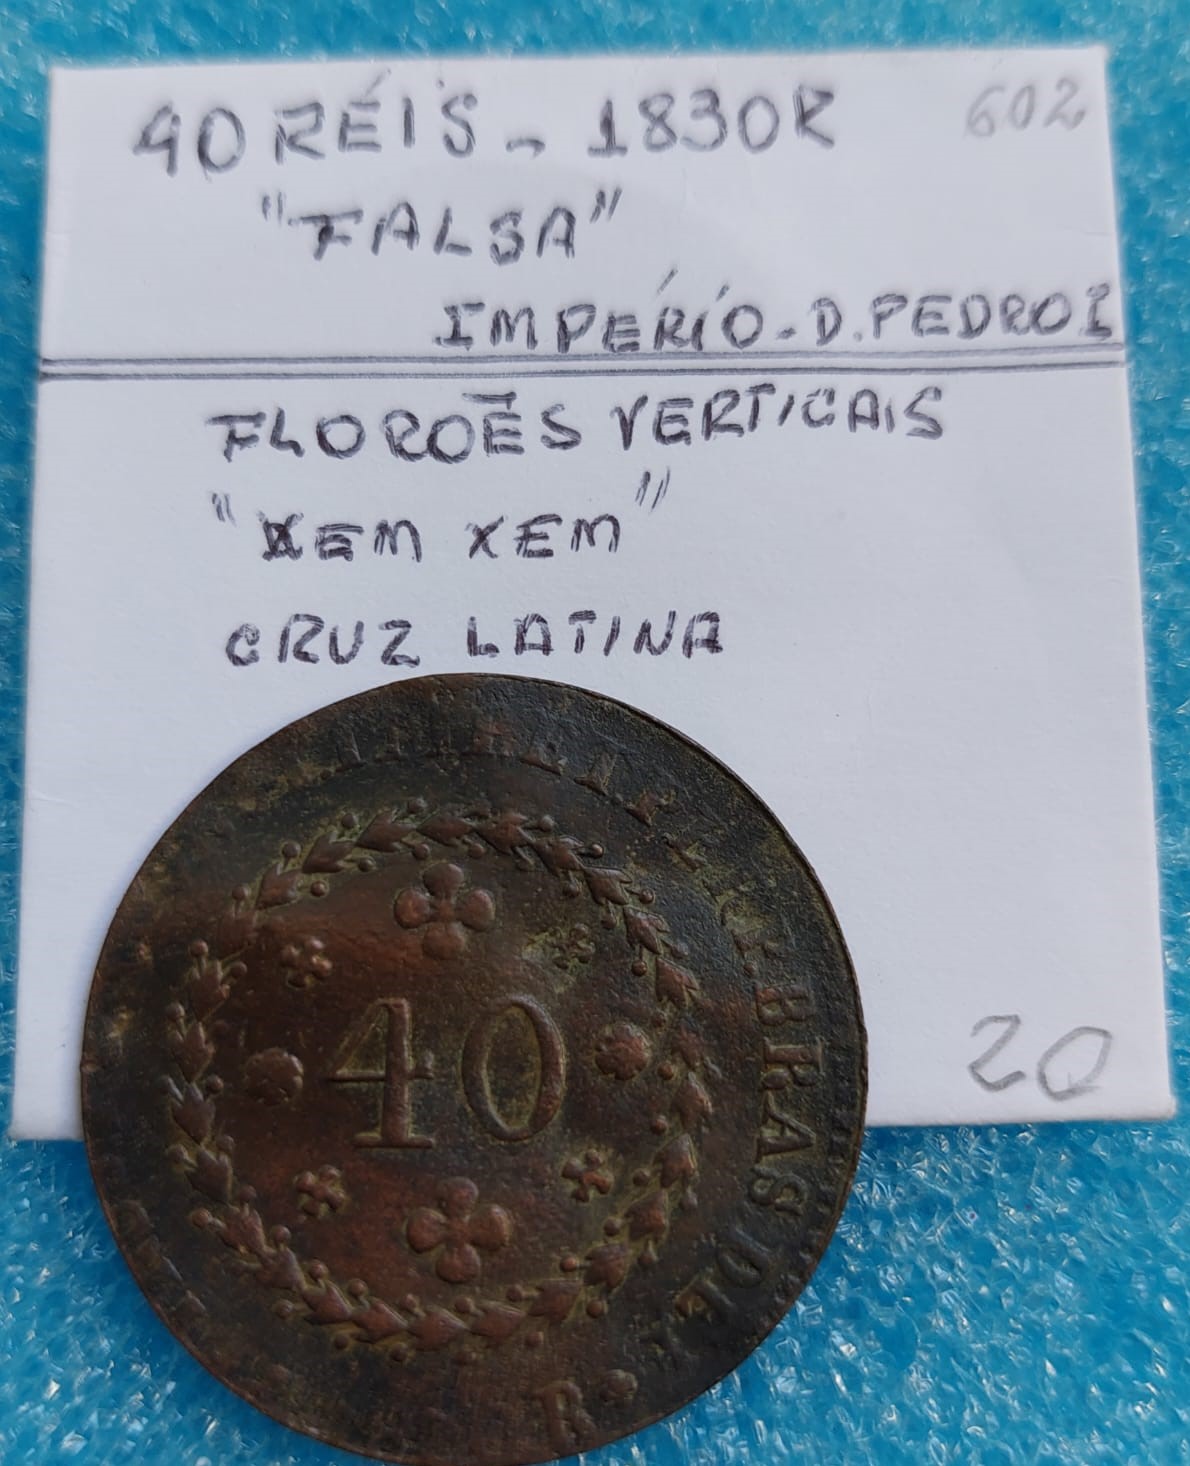 40 RÉIS - 1830R 602
"FALSA"
IMPÉRIO - D. PEDRO I
FLOROÊS VERTICAIS
"XEM XEM"
CRUZ LATINA
20
40
BRAS
R